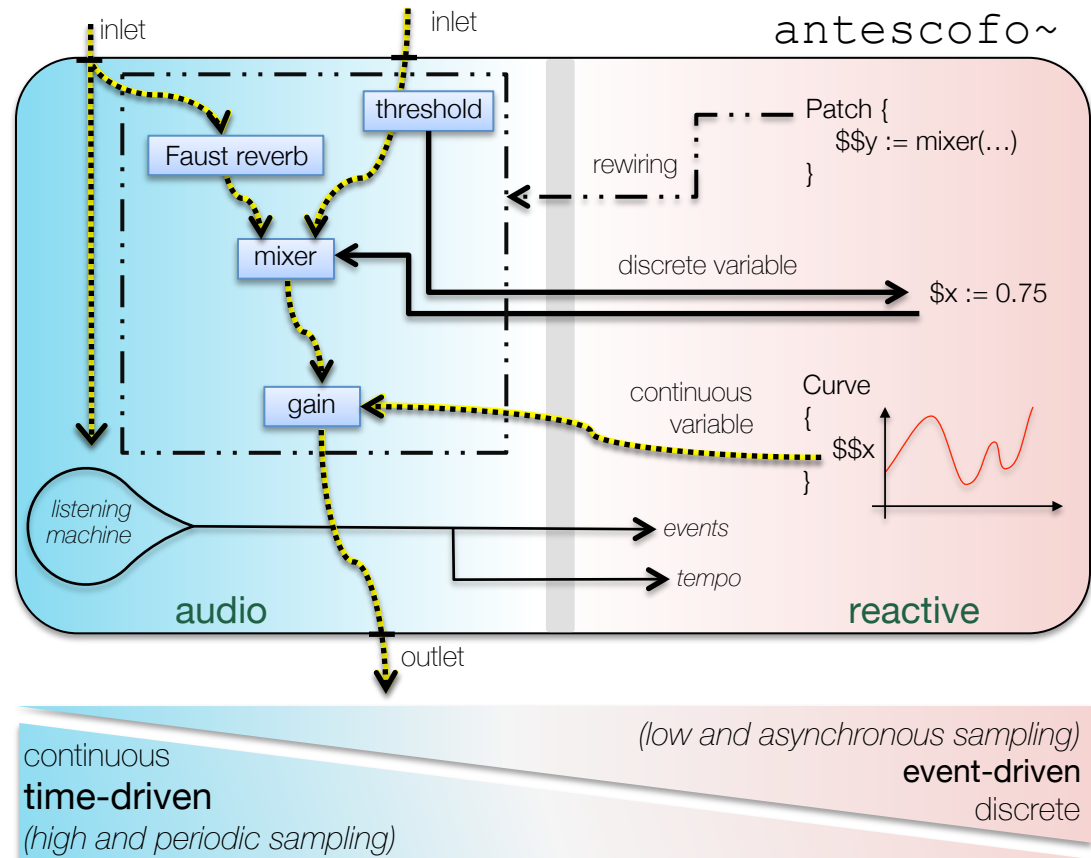 inlet
inlet
antescofo~
threshold
Faust reverb
Patch {
$$y := mixer(…)
}
rewiring
mixer
discrete variable
$x := 0.75
gain
continuous
variable
Curve
{
$$x
}
listening
machine
events
tempo
audio
reactive
outlet
(low and asynchronous sampling)
event-driven
discrete
continuous
time-driven
(high and periodic sampling)